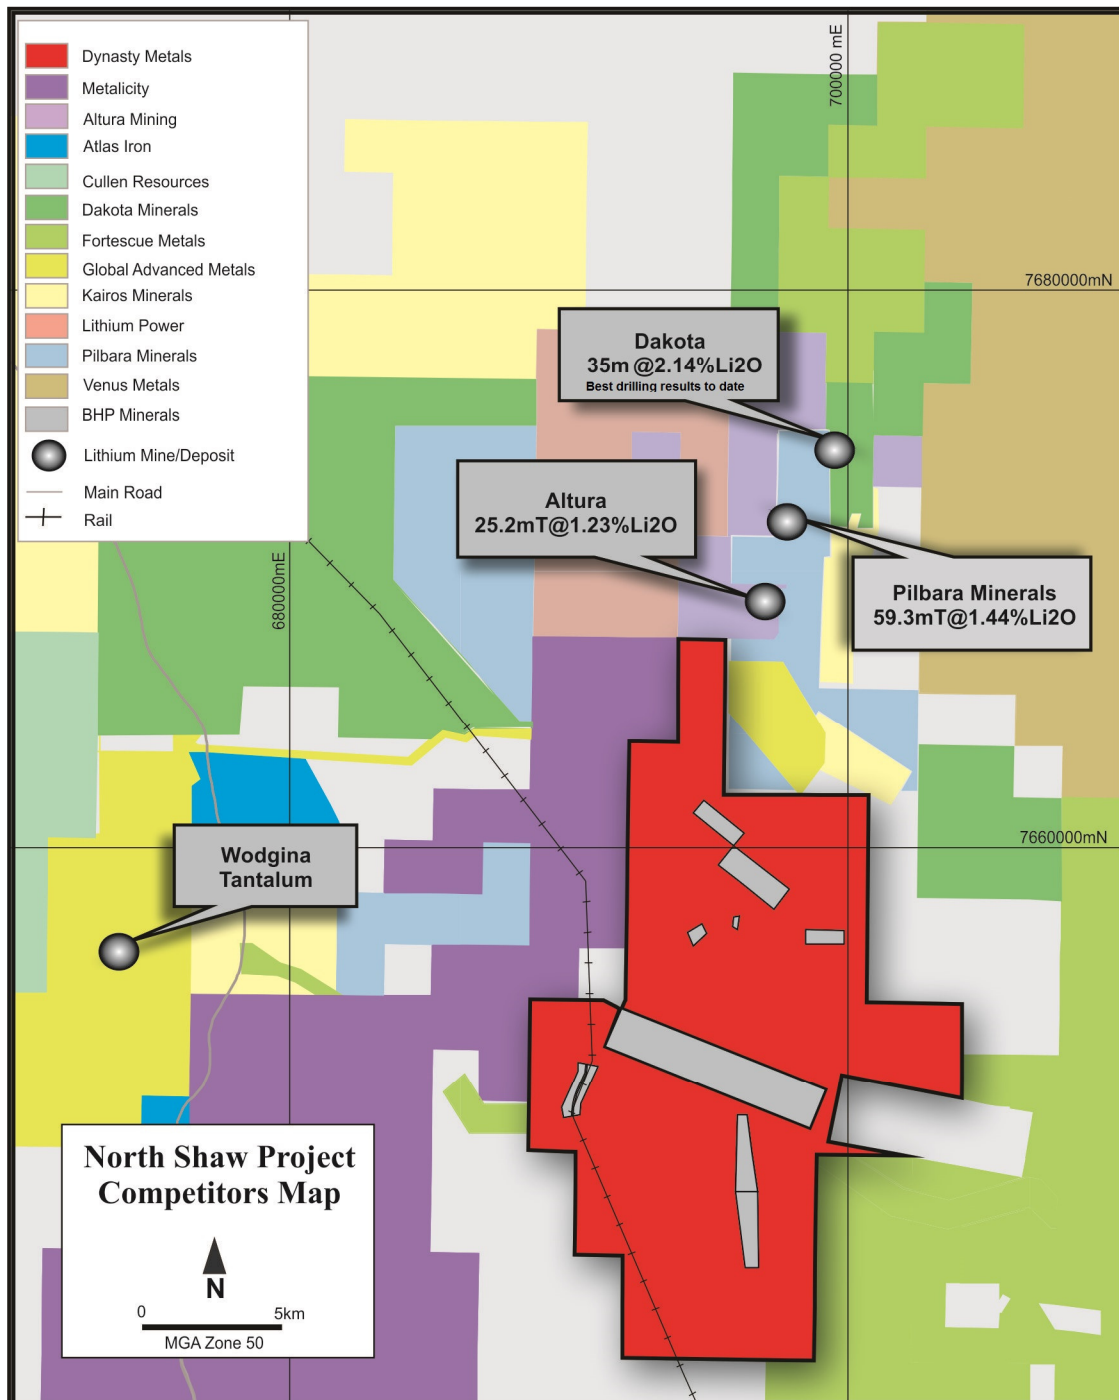 Dynasty Metals
Metalicity
Altura Mining
Atlas Iron
Cullen Resources
Dakota Minerals
Fortescue Metals
Global Advanced Metals
Kairos Minerals
Lithium Power
Pilbara Minerals
Venus Metals
BHP Minerals
Lithium Mine/Deposit
Main Road
Rail
700000 mE
7680000mN
Dakota
35m @2.14%Li2O
Best drilling results to date
Altura
25.2mT@1.23%Li2O
680000mE
Pilbara Minerals
59.3mT@1.44%Li2O
7660000mN
Wodgina
Tantalum
North Shaw Project
Competitors Map
N
0 5km
MGA Zone 50